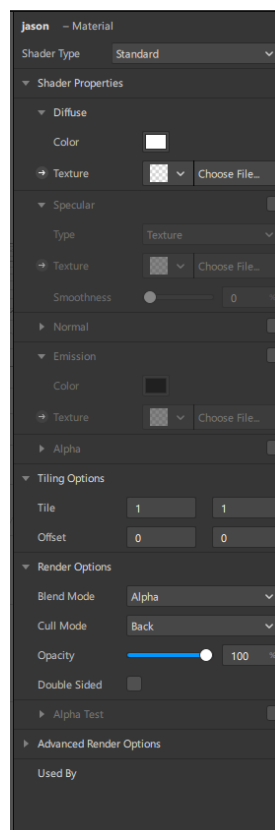 jason – Material
Shader Type Standard
Shader Properties
Diffuse
Color
Texture Choose File...
Specular
Type Texture
Texture Choose File...
Smoothness 0 %
Normal
Emission
Color
Texture Choose File...
Alpha
Tiling Options
Tile 1 1
Offset 0 0
Render Options
Blend Mode Alpha
Cull Mode Back
Opacity 100 %
Double Sided
Alpha Test
Advanced Render Options
Used By